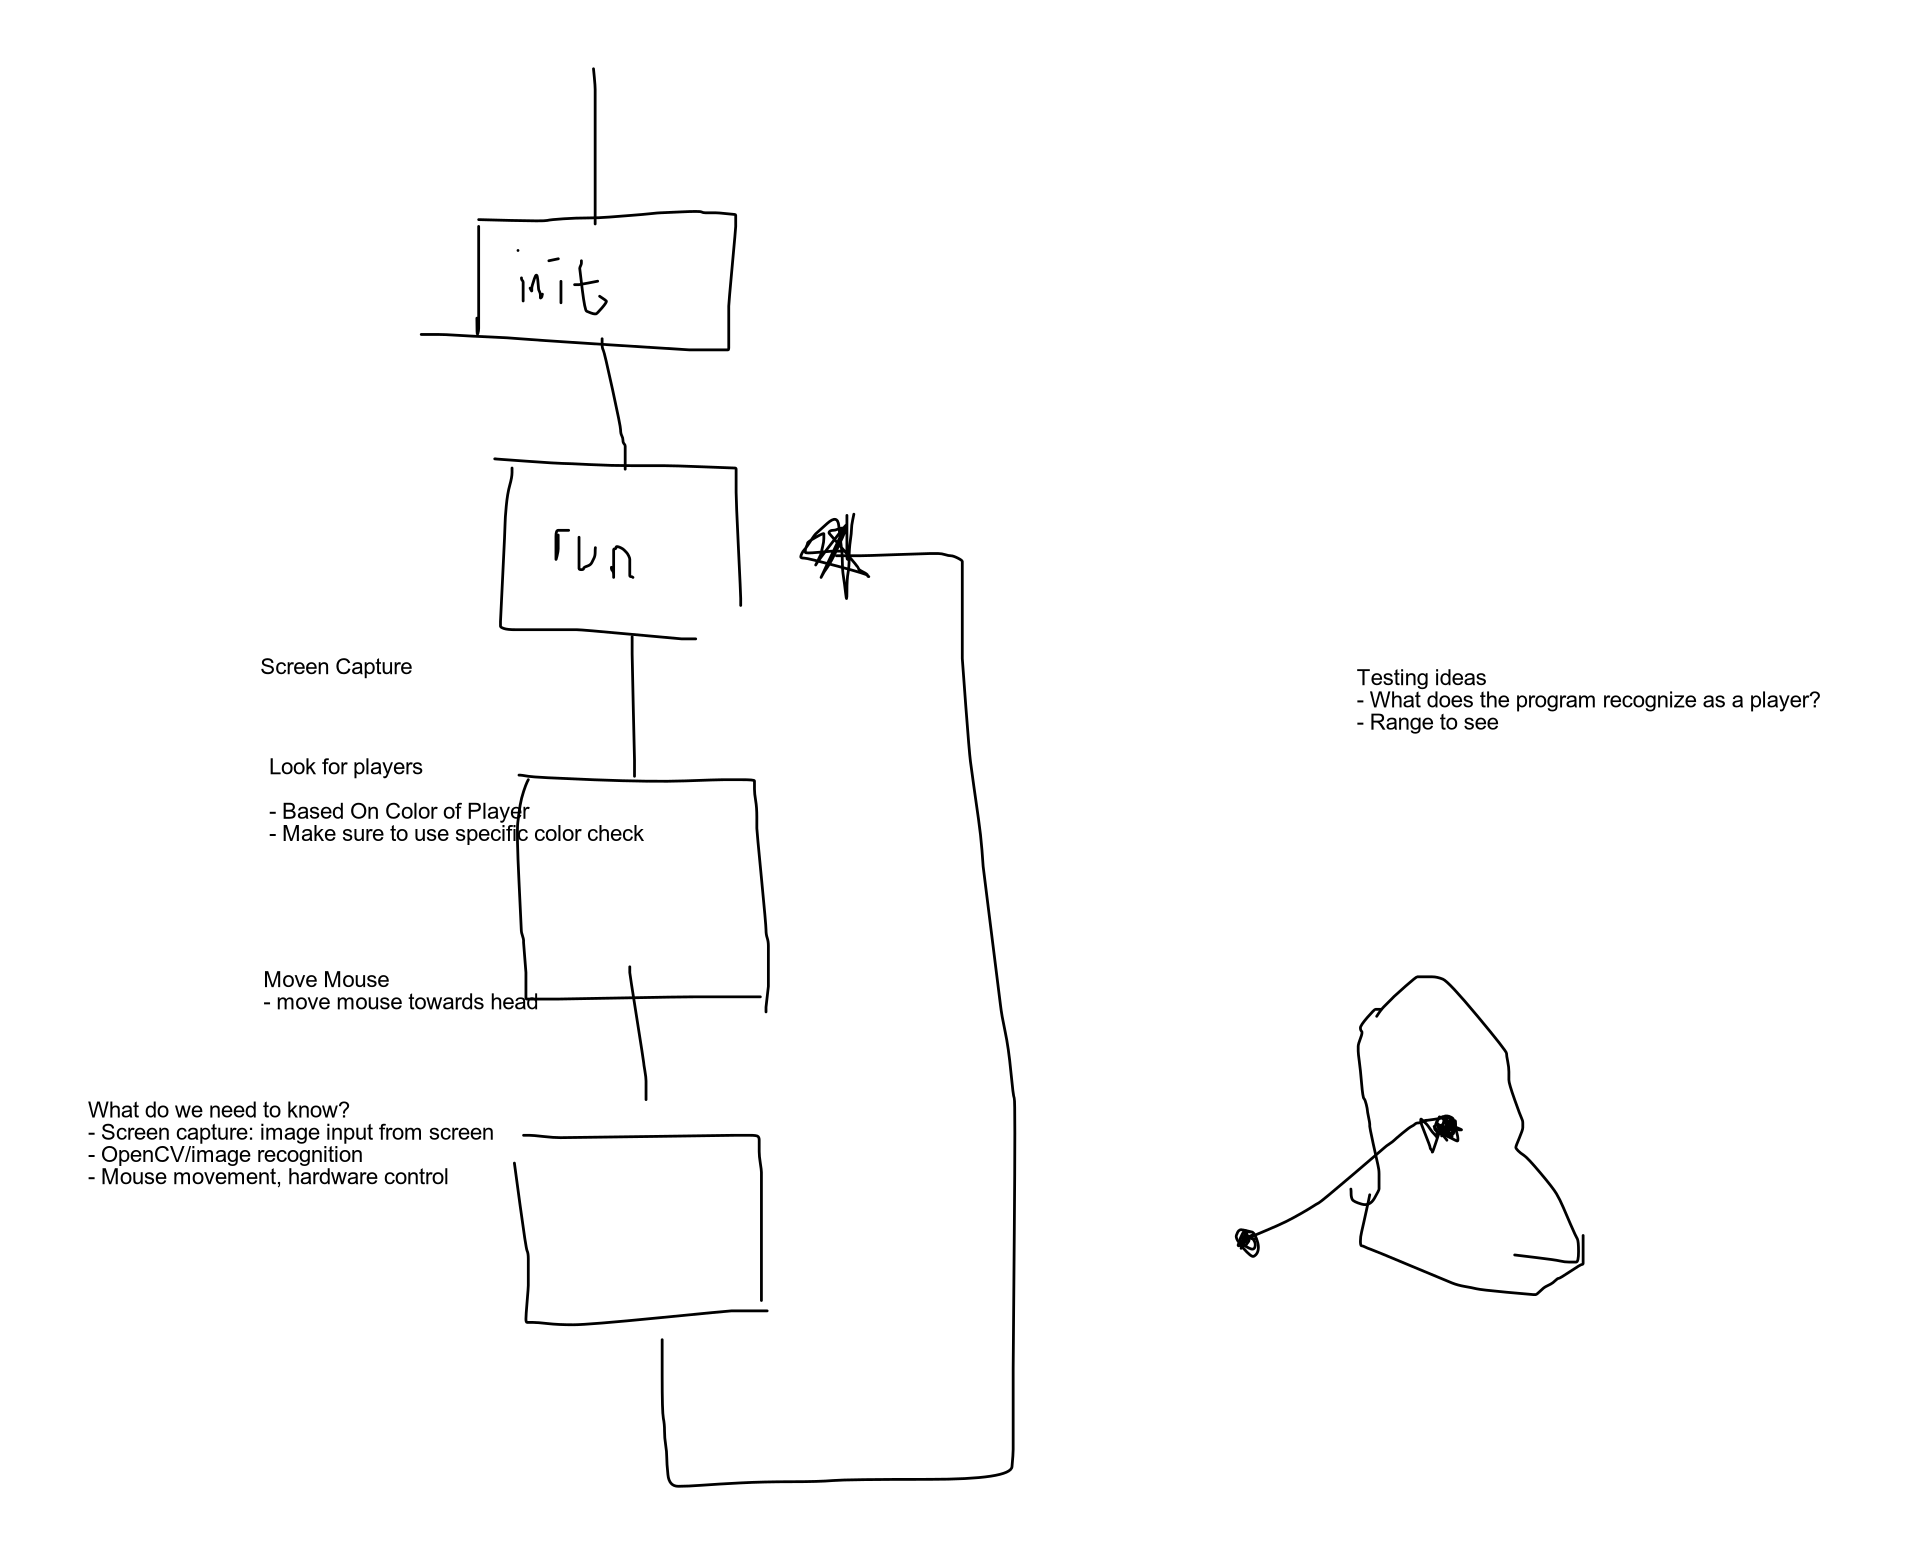 init
run
Screen Capture
Look for players
- Based On Color of Player
- Make sure to use specific color check
Move Mouse
- move mouse towards head
What do we need to know?
- Screen capture: image input from screen
- OpenCV/image recognition
- Mouse movement, hardware control
Testing ideas
- What does the program recognize as a player?
- Range to see